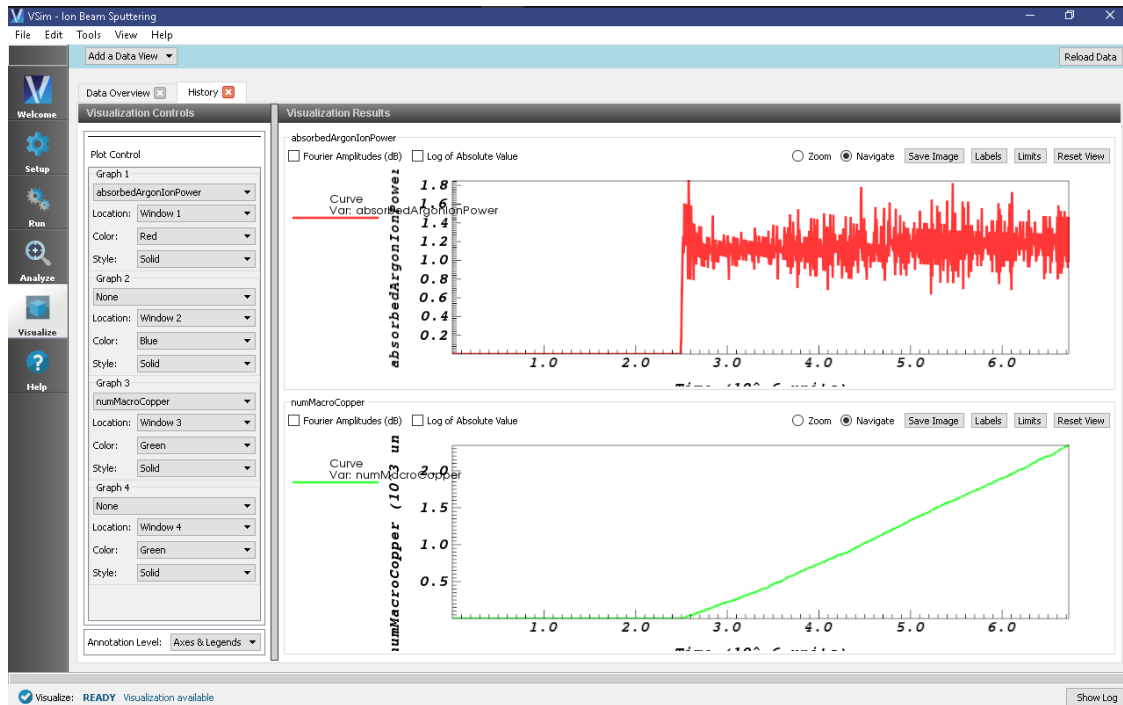 VSim - Ion Beam Sputtering
File Edit Tools View Help
Add a Data View
Reload Data
Data Overview
History
Welcome
Setup
Run
Analyze
Visualize
Help
Visualization Controls
Plot Control
Graph 1
absorbedArgonIonPower
Location: Window 1
Color: Red
Style: Solid
Graph 2
None
Location: Window 2
Color: Blue
Style: Solid
Graph 3
numMacroCopper
Location: Window 3
Color: Green
Style: Solid
Graph 4
None
Location: Window 4
Color: Green
Style: Solid
Annotation Level: Axes & Legends
Visualization Results
absorbedArgonIonPower
Fourier Amplitudes (dB) Log of Absolute Value
Zoom Navigate Save Image Labels Limits Reset View
Curve
Var: absorbedArgonIonPower
absorbedArgonIonPower
1.8
1.6
1.4
1.2
1.0
0.8
0.6
0.4
0.2
1.0 2.0 3.0 4.0 5.0 6.0
numMacroCopper
Fourier Amplitudes (dB) Log of Absolute Value
Zoom Navigate Save Image Labels Limits Reset View
Curve
Var: numMacroCopper
numMacroCopper (10^3 un
2.0
1.5
1.0
0.5
1.0 2.0 3.0 4.0 5.0 6.0
Visualize: READY Visualization available
Show Log